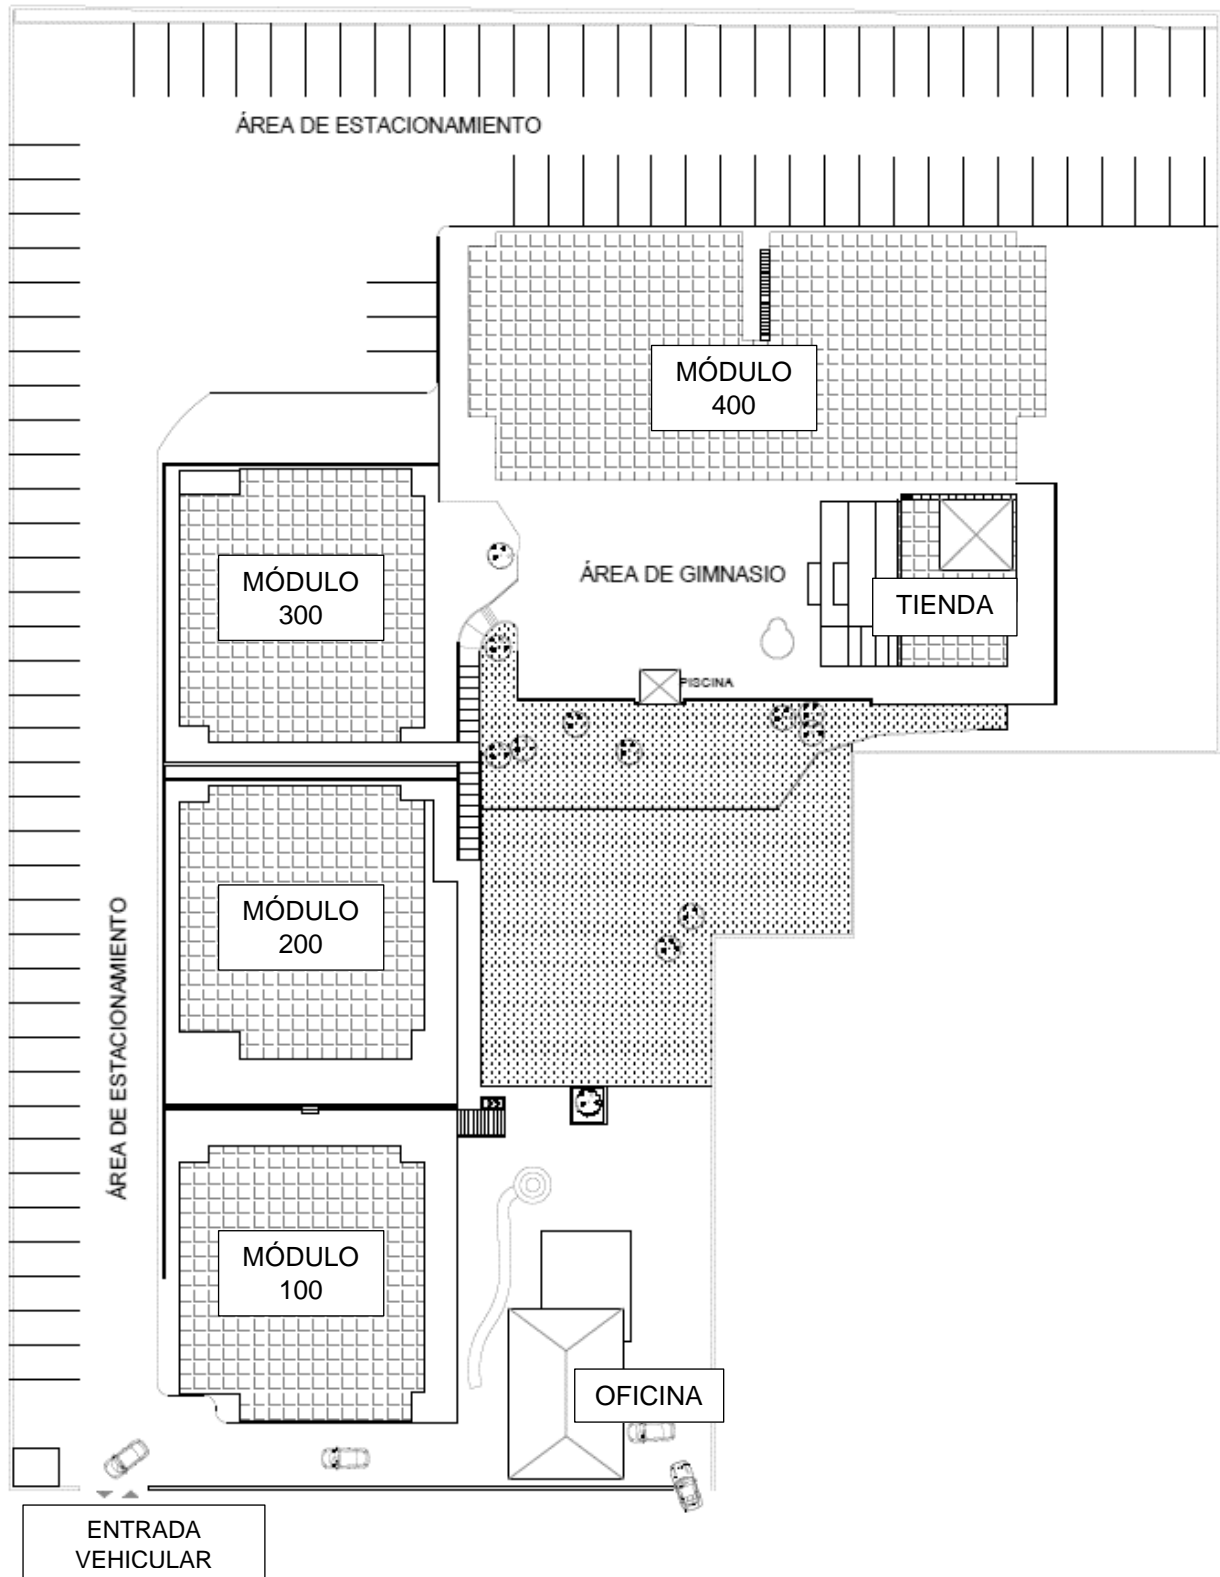 ÁREA DE ESTACIONAMIENTO
MÓDULO
400
MÓDULO
300
ÁREA DE GIMNASIO
TIENDA
PISCINA
MÓDULO
200
ÁREA DE ESTACIONAMIENTO
MÓDULO
100
OFICINA
ENTRADA
VEHICULAR